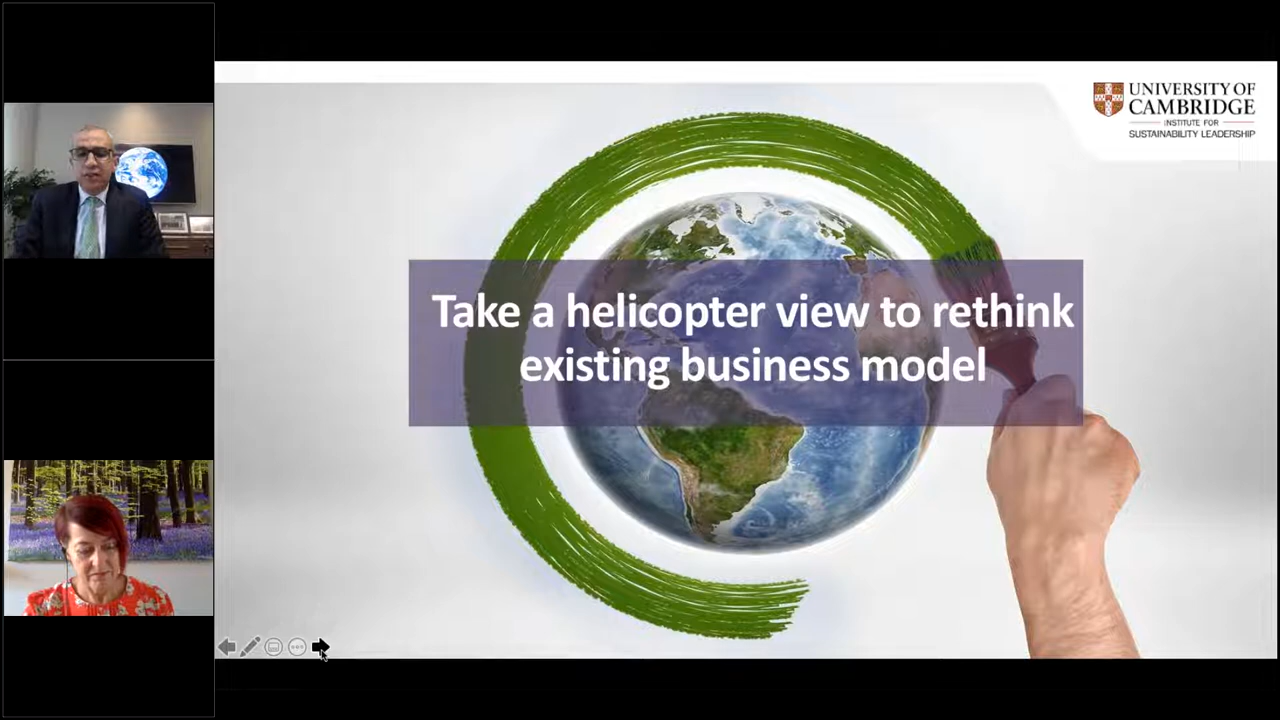 UNIVERSITY OF
CAMBRIDGE
INSTITUTE FOR
SUSTAINABILITY LEADERSHIP
Take a helicopter view to rethink
existing business model